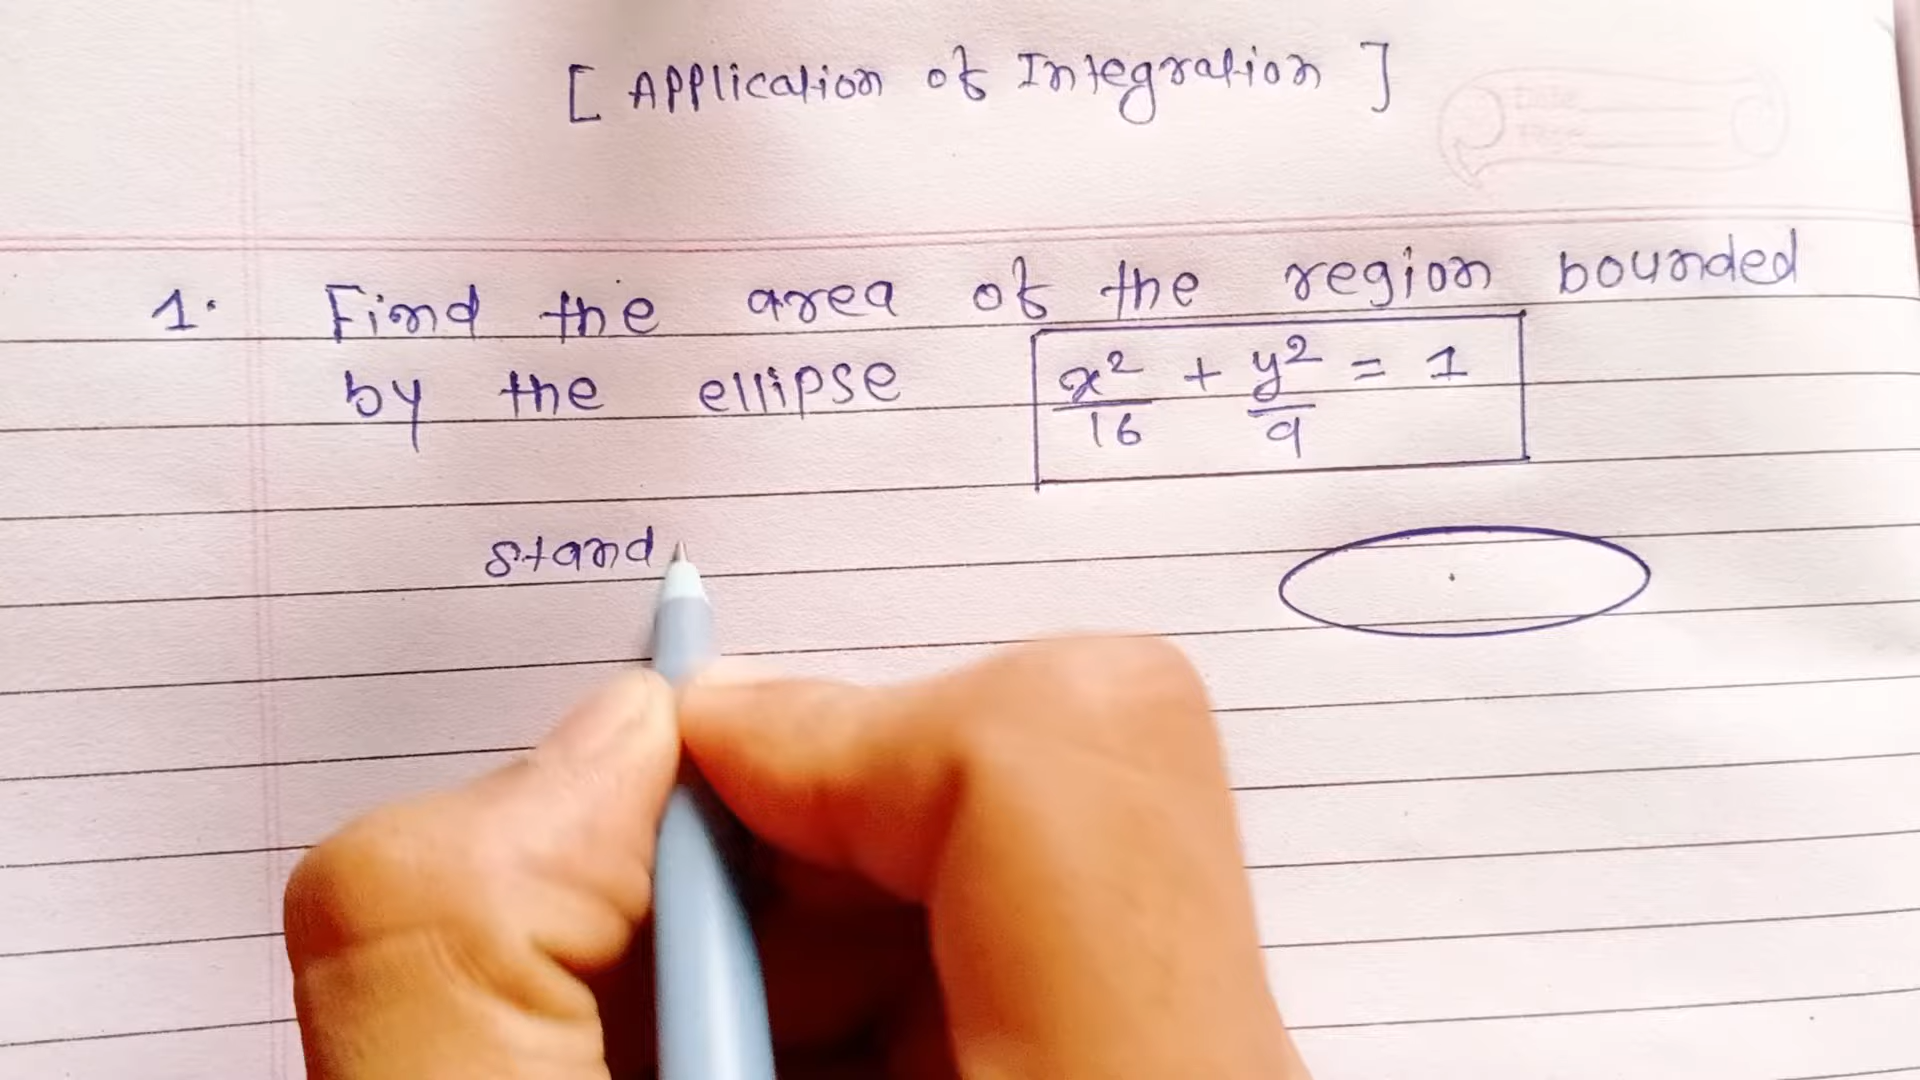 [ Application of Integration ]
1. Find the area of the region bounded
by the ellipse x²/16 + y²/9 = 1
stand